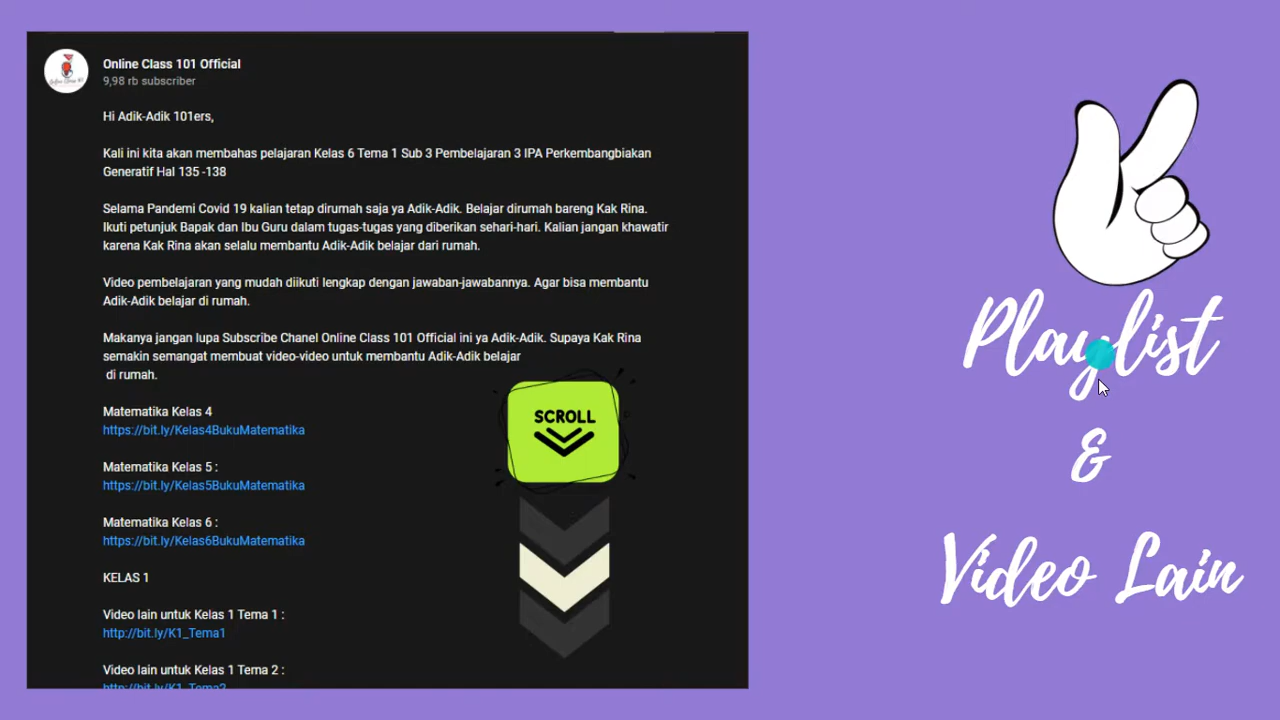 Online Class 101 Official
9,98 rb subscriber
Hi Adik-Adik 101ers,
Kali ini kita akan membahas pelajaran Kelas 6 Tema 1 Sub 3 Pembelajaran 3 IPA Perkembangbiakan
Generatif Hal 135 -138
Selama Pandemi Covid 19 kalian tetap dirumah saja ya Adik-Adik. Belajar dirumah bareng Kak Rina.
Ikuti petunjuk Bapak dan Ibu Guru dalam tugas-tugas yang diberikan sehari-hari. Kalian jangan khawatir
karena Kak Rina akan selalu membantu Adik-Adik belajar dari rumah.
Video pembelajaran yang mudah diikuti lengkap dengan jawaban-jawabannya. Agar bisa membantu
Adik-Adik belajar di rumah.
Makanya jangan lupa Subscribe Chanel Online Class 101 Official ini ya Adik-Adik. Supaya Kak Rina
semakin semangat membuat video-video untuk membantu Adik-Adik belajar
di rumah.
Matematika Kelas 4
https://bit.ly/Kelas4BukuMatematika
Matematika Kelas 5 :
https://bit.ly/Kelas5BukuMatematika
Matematika Kelas 6 :
https://bit.ly/Kelas6BukuMatematika
KELAS 1
Video lain untuk Kelas 1 Tema 1 :
http://bit.ly/K1_Tema1
Video lain untuk Kelas 1 Tema 2 :
http://bit.ly/K1_Tema2
SCROLL
Playlist
&
Video Lain